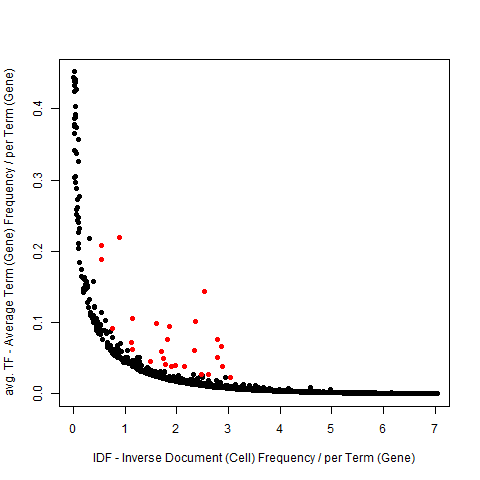 avg. TF - Average Term (Gene) Frequency / per Term (Gene)
0.4
0.3
0.2
0.1
0.0
0 1 2 3 4 5 6 7
IDF - Inverse Document (Cell) Frequency / per Term (Gene)